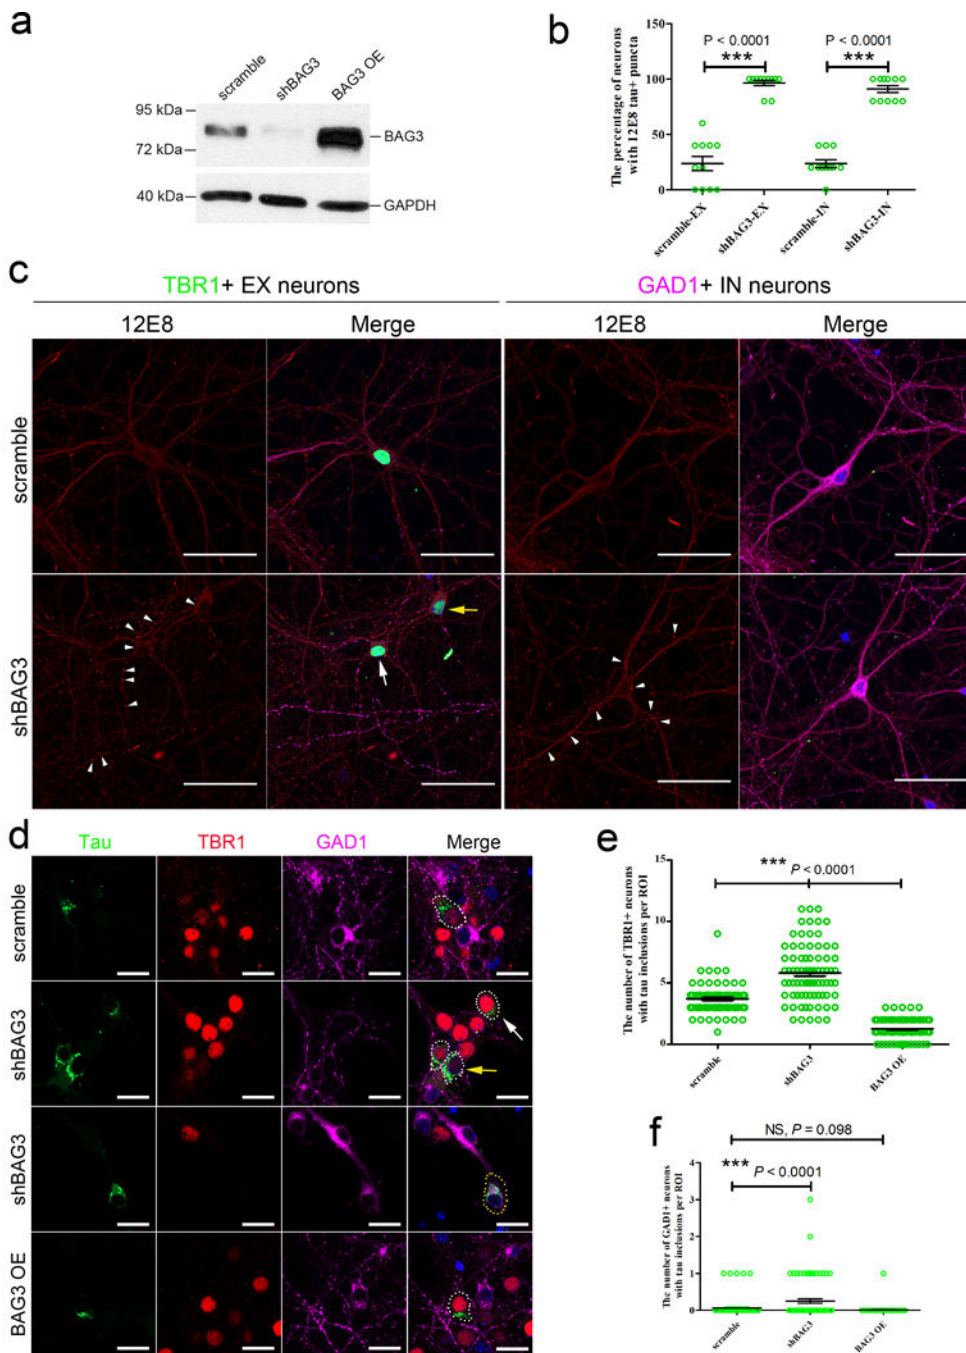 a
scramble
shBAG3
BAG3 OE
95 kDa
72 kDa
40 kDa
BAG3
GAPDH
b
P < 0.0001
P < 0.0001
***
***
The percentage of neurons
with 12E8 tau+ puncta
150
100
50
0
scramble-EX
shBAG3-EX
scramble-IN
shBAG3-IN
c
TBR1+ EX neurons
GAD1+ IN neurons
12E8
Merge
12E8
Merge
scramble
shBAG3
d
Tau
TBR1
GAD1
Merge
scramble
shBAG3
shBAG3
BAG3 OE
e
*** P < 0.0001
The number of TBR1+ neurons
with tau inclusions per ROI
15
10
5
0
scramble
shBAG3
BAG3 OE
f
NS, P = 0.098
***
P < 0.0001
The number of GAD1+ neurons
with tau inclusions per ROI
4
3
2
1
0
scramble
shBAG3
BAG3 OE